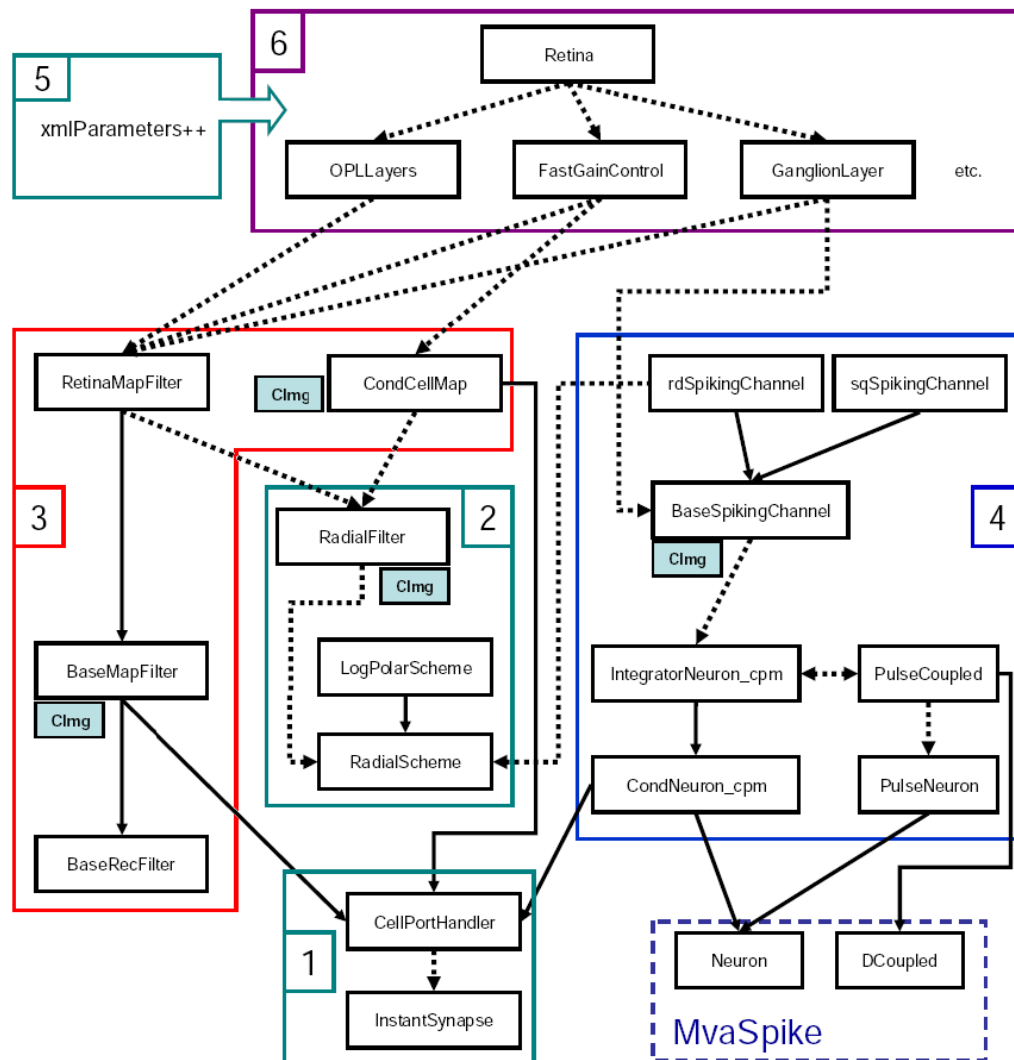 6
Retina
5
xmlParameters++
OPLLayers
FastGainControl
GanglionLayer
etc.
RetinaMapFilter
CImg
CondCellMap
rdSpikingChannel
sqSpikingChannel
3
2
RadialFilter
CImg
BaseSpikingChannel
CImg
4
BaseMapFilter
CImg
LogPolarScheme
IntegratorNeuron_cpm
PulseCoupled
RadialScheme
CondNeuron_cpm
PulseNeuron
BaseRecFilter
CellPortHandler
1
InstantSynapse
Neuron
DCoupled
MvaSpike